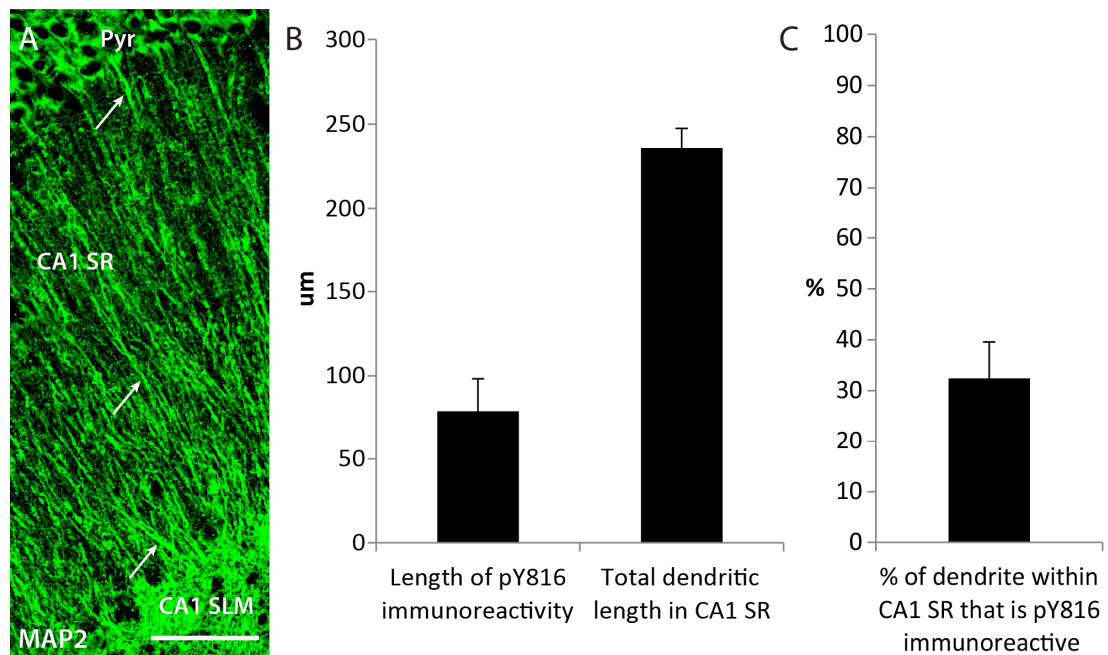 A
Pyr
CA1 SR
CA1 SLM
MAP2
B
300
250
200
150
100
50
0
um
Length of pY816
immunoreactivity
Total dendritic
length in CA1 SR
C
100
90
80
70
60
50
40
30
20
10
0
%
% of dendrite within
CA1 SR that is pY816
immunoreactive